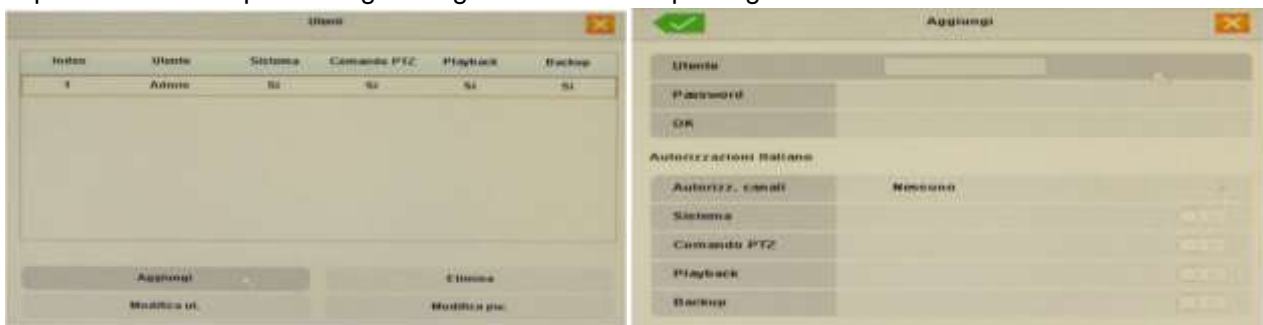 Utenti
Index Utente Sistema Comando PTZ Playback Backup
1 Admin Si Si Si Si
Aggiungi Elimina
Modifica ut. Modifica pw.
Aggiungi
Utente
Password
OK
Autorizzazioni Italiano
Autorizz. canali Nessuno
Sistema
Comando PTZ
Playback
Backup